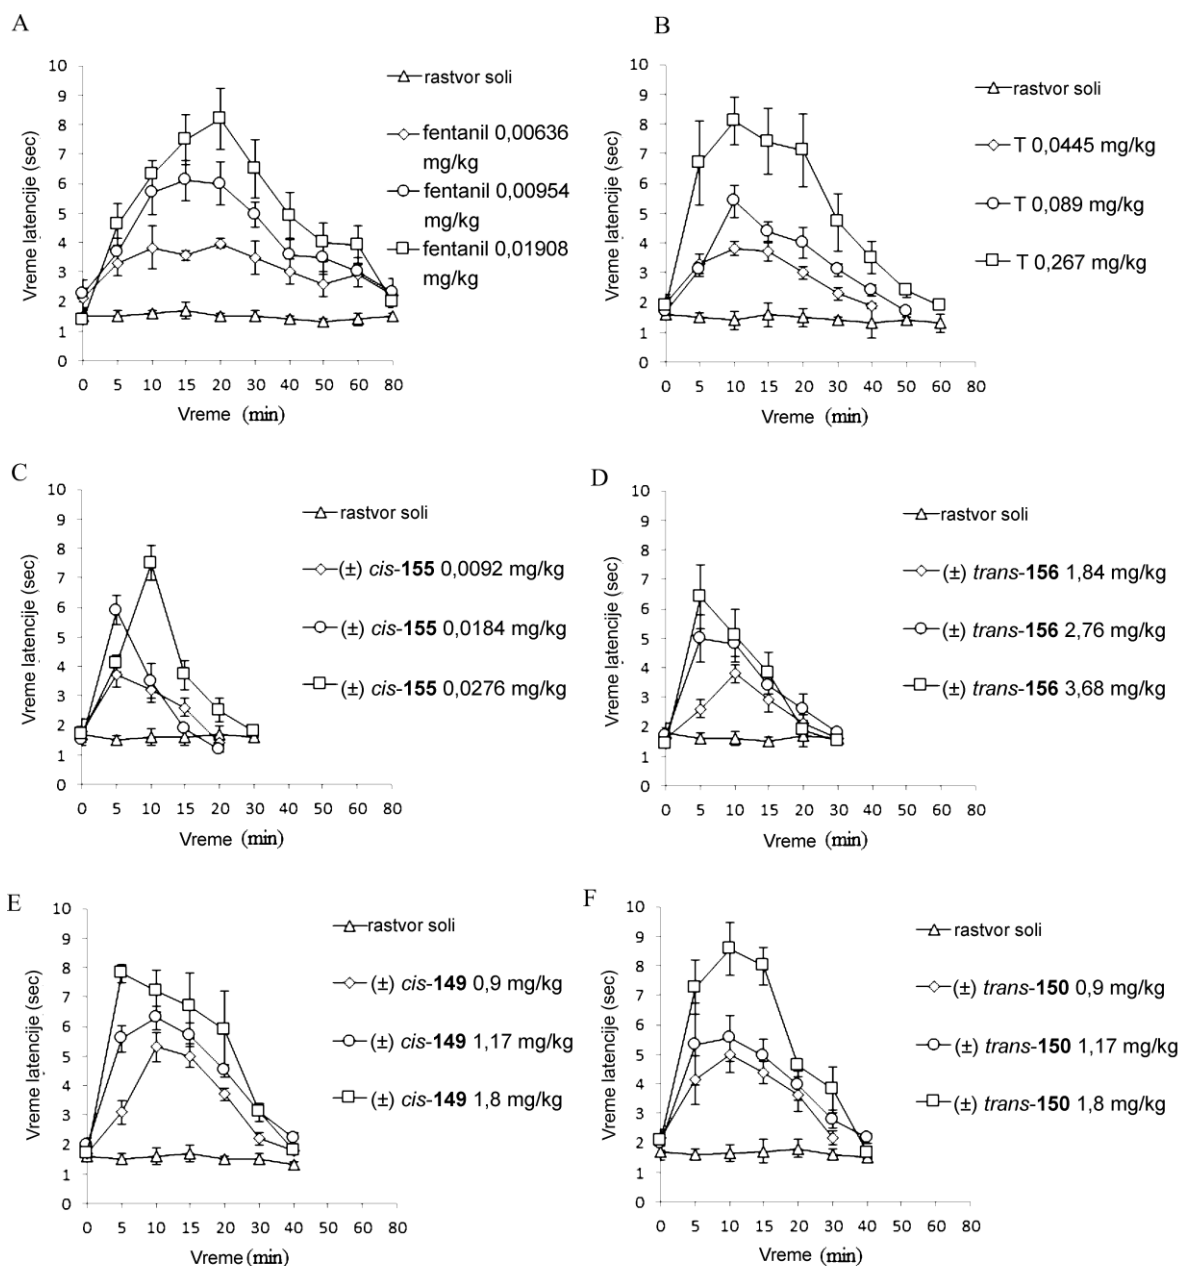 A
Vreme latencije (sec)
10
9
8
7
6
5
4
3
2
1
0
0 5 10 15 20 30 40 50 60 80
Vreme (min)
rastvor soli
fentanil 0,00636
mg/kg
fentanil 0,00954
mg/kg
fentanil 0,01908
mg/kg
B
Vreme latencije (sec)
10
9
8
7
6
5
4
3
2
1
0
0 5 10 15 20 30 40 50 60 80
Vreme (min)
rastvor soli
T 0,0445 mg/kg
T 0,089 mg/kg
T 0,267 mg/kg
C
Vreme latencije (sec)
10
9
8
7
6
5
4
3
2
1
0
0 5 10 15 20 30 40 50 60 80
Vreme (min)
rastvor soli
(±) cis-155 0,0092 mg/kg
(±) cis-155 0,0184 mg/kg
(±) cis-155 0,0276 mg/kg
D
Vreme latencije (sec)
10
9
8
7
6
5
4
3
2
1
0
0 5 10 15 20 30 40 50 60 80
Vreme (min)
rastvor soli
(±) trans-156 1,84 mg/kg
(±) trans-156 2,76 mg/kg
(±) trans-156 3,68 mg/kg
E
Vreme latencije (sec)
10
9
8
7
6
5
4
3
2
1
0
0 5 10 15 20 30 40 50 60 80
Vreme (min)
rastvor soli
(±) cis-149 0,9 mg/kg
(±) cis-149 1,17 mg/kg
(±) cis-149 1,8 mg/kg
F
Vreme latencije (sec)
10
9
8
7
6
5
4
3
2
1
0
0 5 10 15 20 30 40 50 60 80
Vreme (min)
rastvor soli
(±) trans-150 0,9 mg/kg
(±) trans-150 1,17 mg/kg
(±) trans-150 1,8 mg/kg